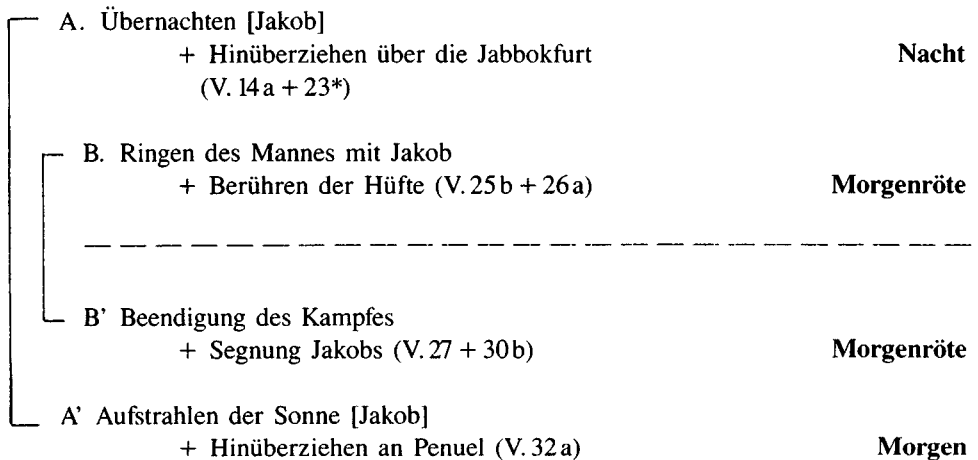 A. Übernachten [Jakob]
+ Hinüberziehen über die Jabbokfurt Nacht
(V. 14a + 23*)
B. Ringen des Mannes mit Jakob
+ Berühren der Hüfte (V. 25b + 26a) Morgenröte
B' Beendigung des Kampfes
+ Segnung Jakobs (V. 27 + 30b) Morgenröte
A' Aufstrahlen der Sonne [Jakob]
+ Hinüberziehen an Penuel (V. 32a) Morgen